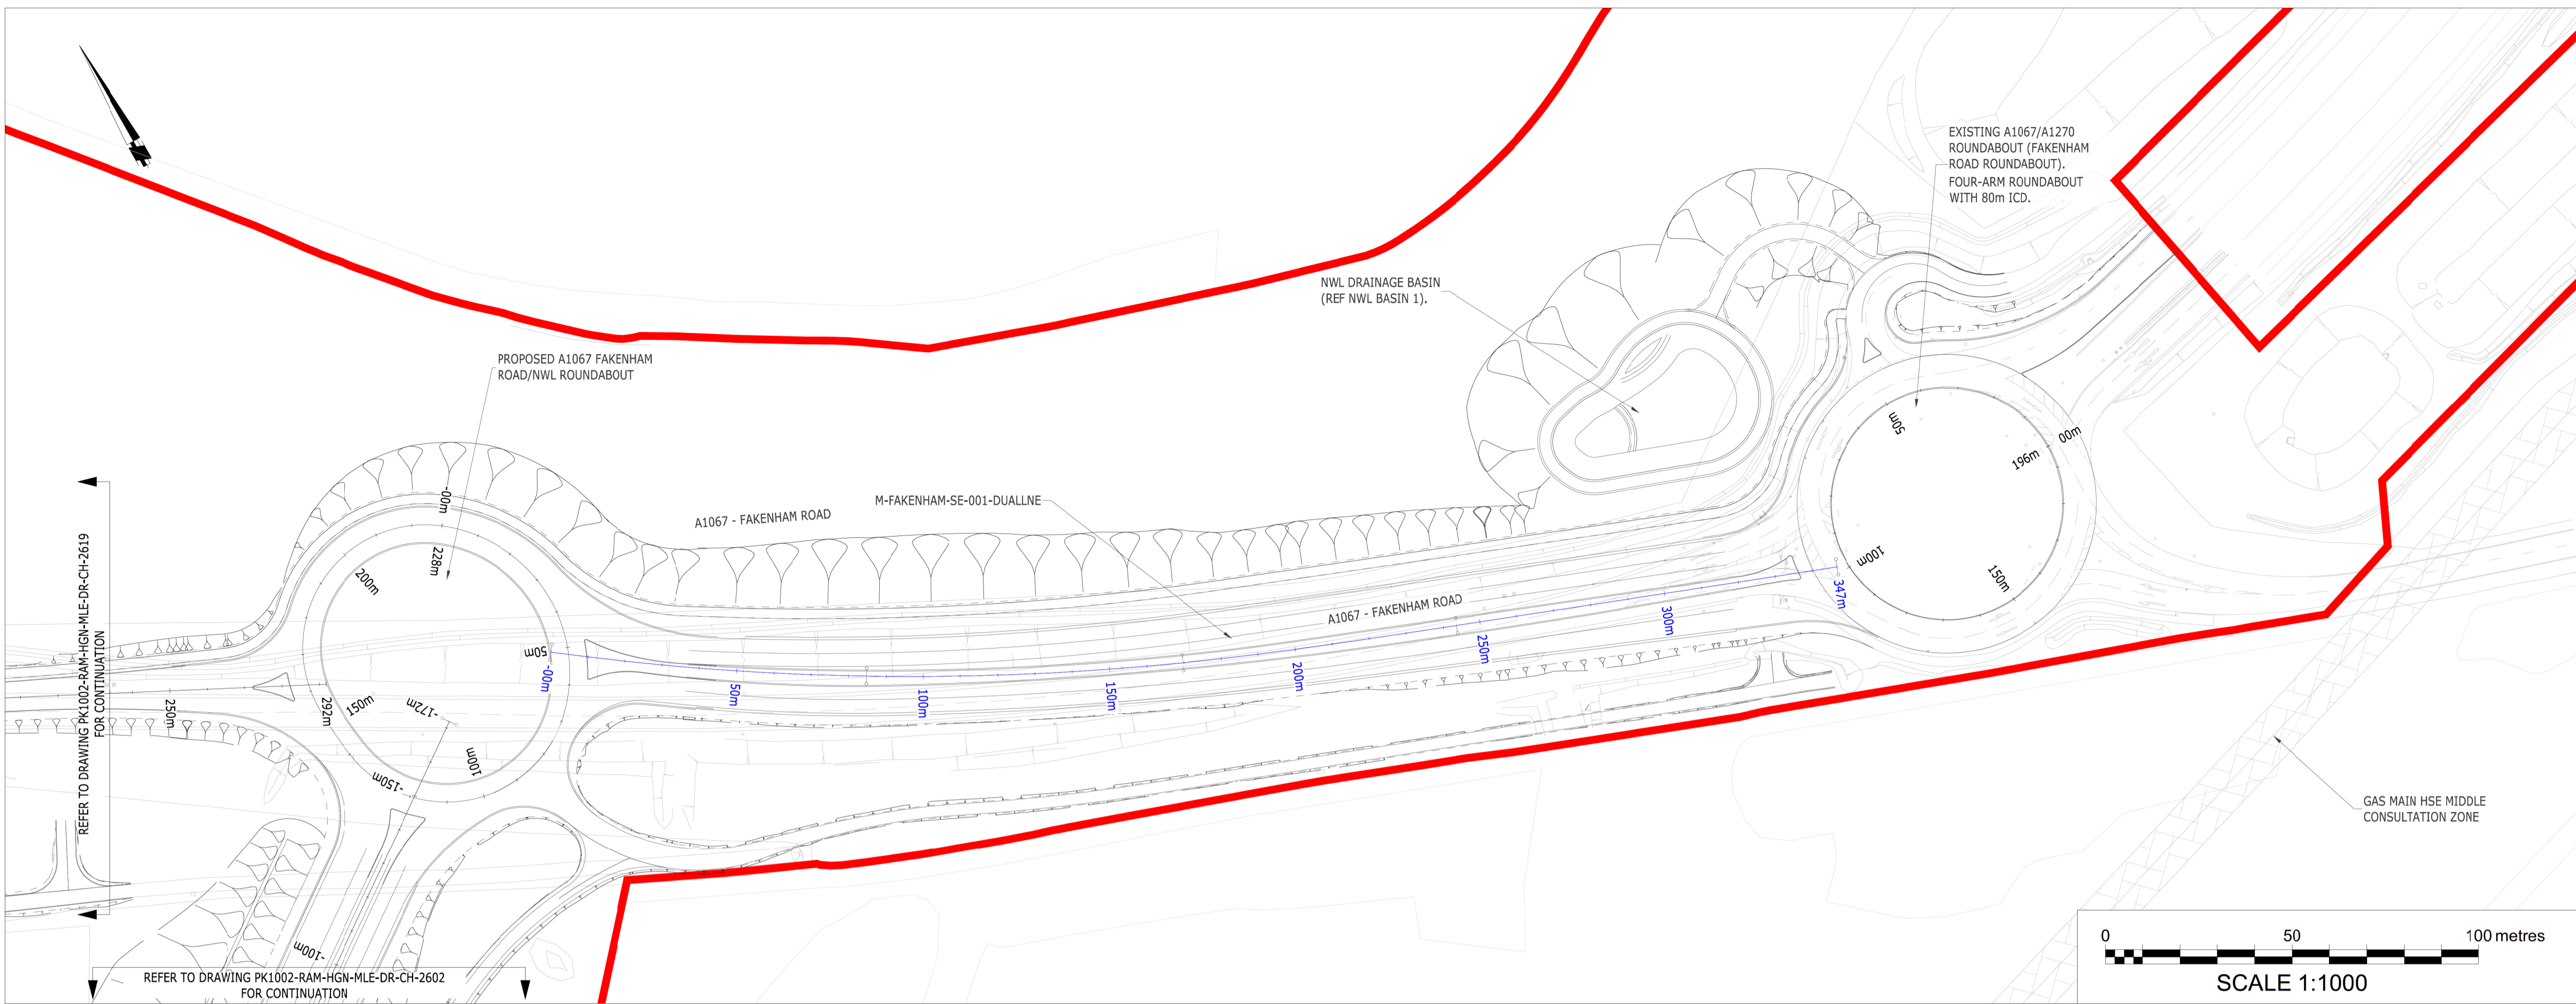 EXISTING A1067/A1270
ROUNDABOUT (FAKENHAM
ROAD ROUNDABOUT).
FOUR-ARM ROUNDABOUT
WITH 80m ICD.
NWL DRAINAGE BASIN
(REF NWL BASIN 1).
PROPOSED A1067 FAKENHAM
ROAD/NWL ROUNDABOUT
M-FAKENHAM-SE-001-DUALLNE
A1067 - FAKENHAM ROAD
A1067 - FAKENHAM ROAD
REFER TO DRAWING PK1002-RAM-HGN-MLE-DR-CH-2619
FOR CONTINUATION
-00m
228m
200m
50m
292m
150m
-172m
100m
-150m
250m
-100m
-00m
50m
100m
150m
200m
250m
300m
347m
50m
00m
196m
100m
150m
GAS MAIN HSE MIDDLE
CONSULTATION ZONE
REFER TO DRAWING PK1002-RAM-HGN-MLE-DR-CH-2602
FOR CONTINUATION
0 50 100 metres
SCALE 1:1000